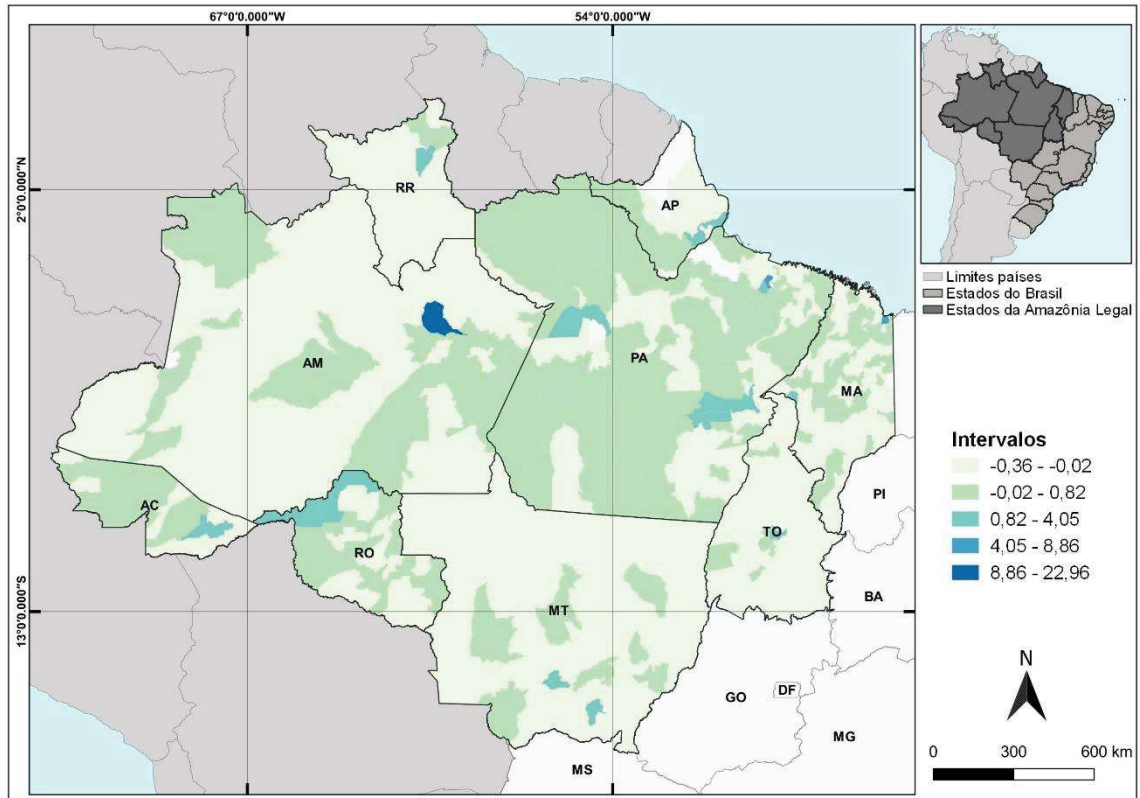 67°0'0.000"W
54°0'0.000"W
2°0'0.000"N
13°0'0.000"S
RR
AP
AM
PA
MA
AC
RO
TO
MT
PI
BA
GO
DF
MG
MS
Limites países
Estados do Brasil
Estados da Amazônia Legal
Intervalos
-0,36 - -0,02
-0,02 - 0,82
0,82 - 4,05
4,05 - 8,86
8,86 - 22,96
N
0 300 600 km